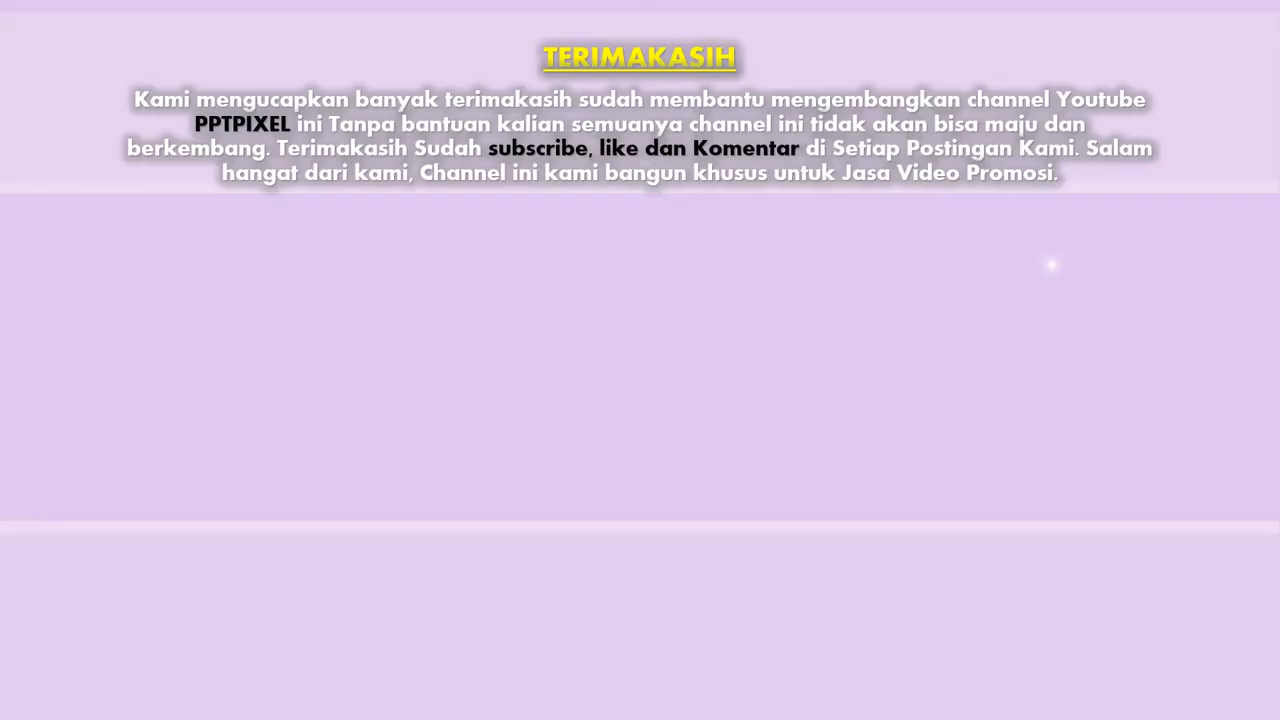 TERIMAKASIH
Kami mengucapkan banyak terimakasih sudah membantu mengembangkan channel Youtube
PPTPIXEL ini Tanpa bantuan kalian semuanya channel ini tidak akan bisa maju dan
berkembang. Terimakasih Sudah subscribe, like dan Komentar di Setiap Postingan Kami. Salam
hangat dari kami, Channel ini kami bangun khusus untuk Jasa Video Promosi.